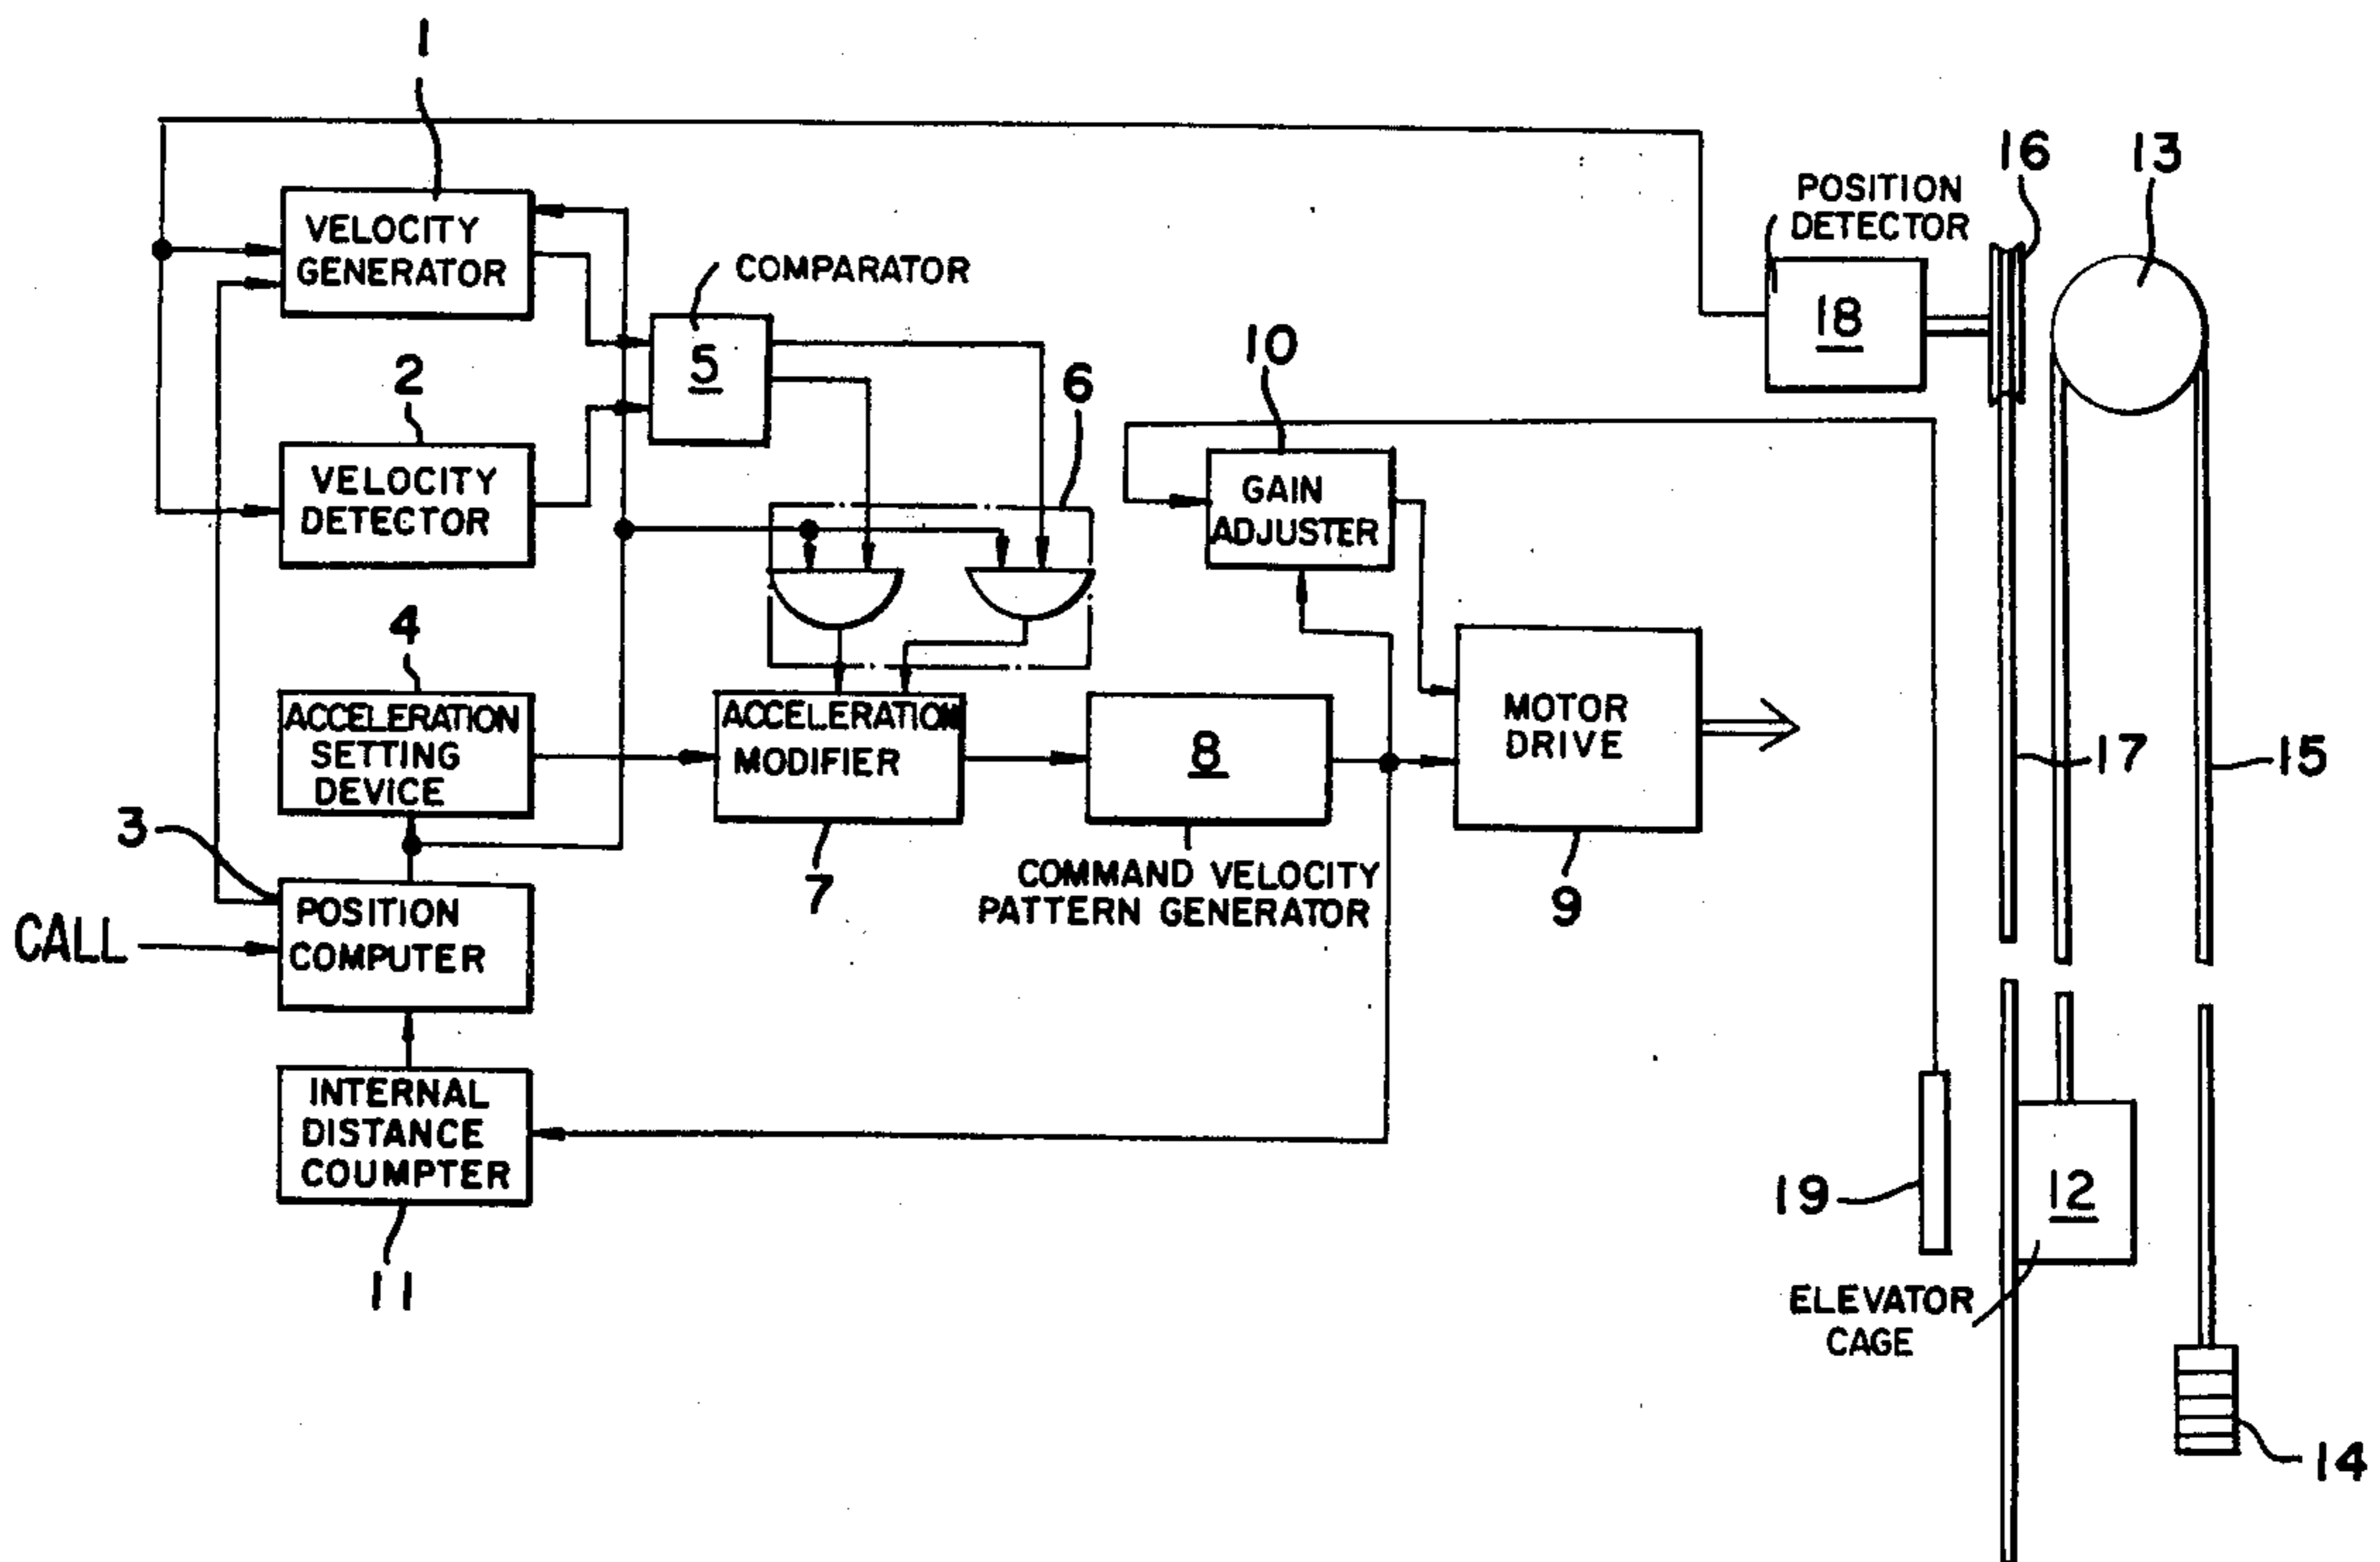 1
16
13
POSITION
DETECTOR
VELOCITY
GENERATOR
COMPARATOR
18
5
10
2
6
VELOCITY
DETECTOR
GAIN
ADJUSTER
4
ACCELERATION
SETTING
DEVICE
ACCELERATION
MODIFIER
8
MOTOR
DRIVE
17
15
3
7
COMMAND VELOCITY
PATTERN GENERATOR
9
CALL
POSITION
COMPUTER
INTERNAL
DISTANCE
COUMPTER
11
19
12
ELEVATOR
CAGE
14